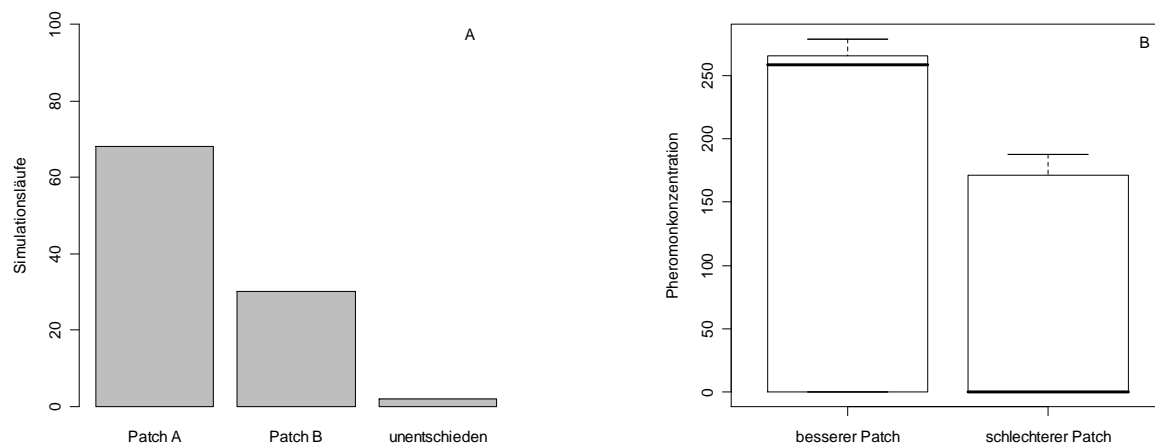 A
Simulationsläufe
100
80
60
40
20
0
Patch A
Patch B
unentschieden
B
Pheromonkonzentration
250
200
150
100
50
0
besserer Patch
schlechterer Patch